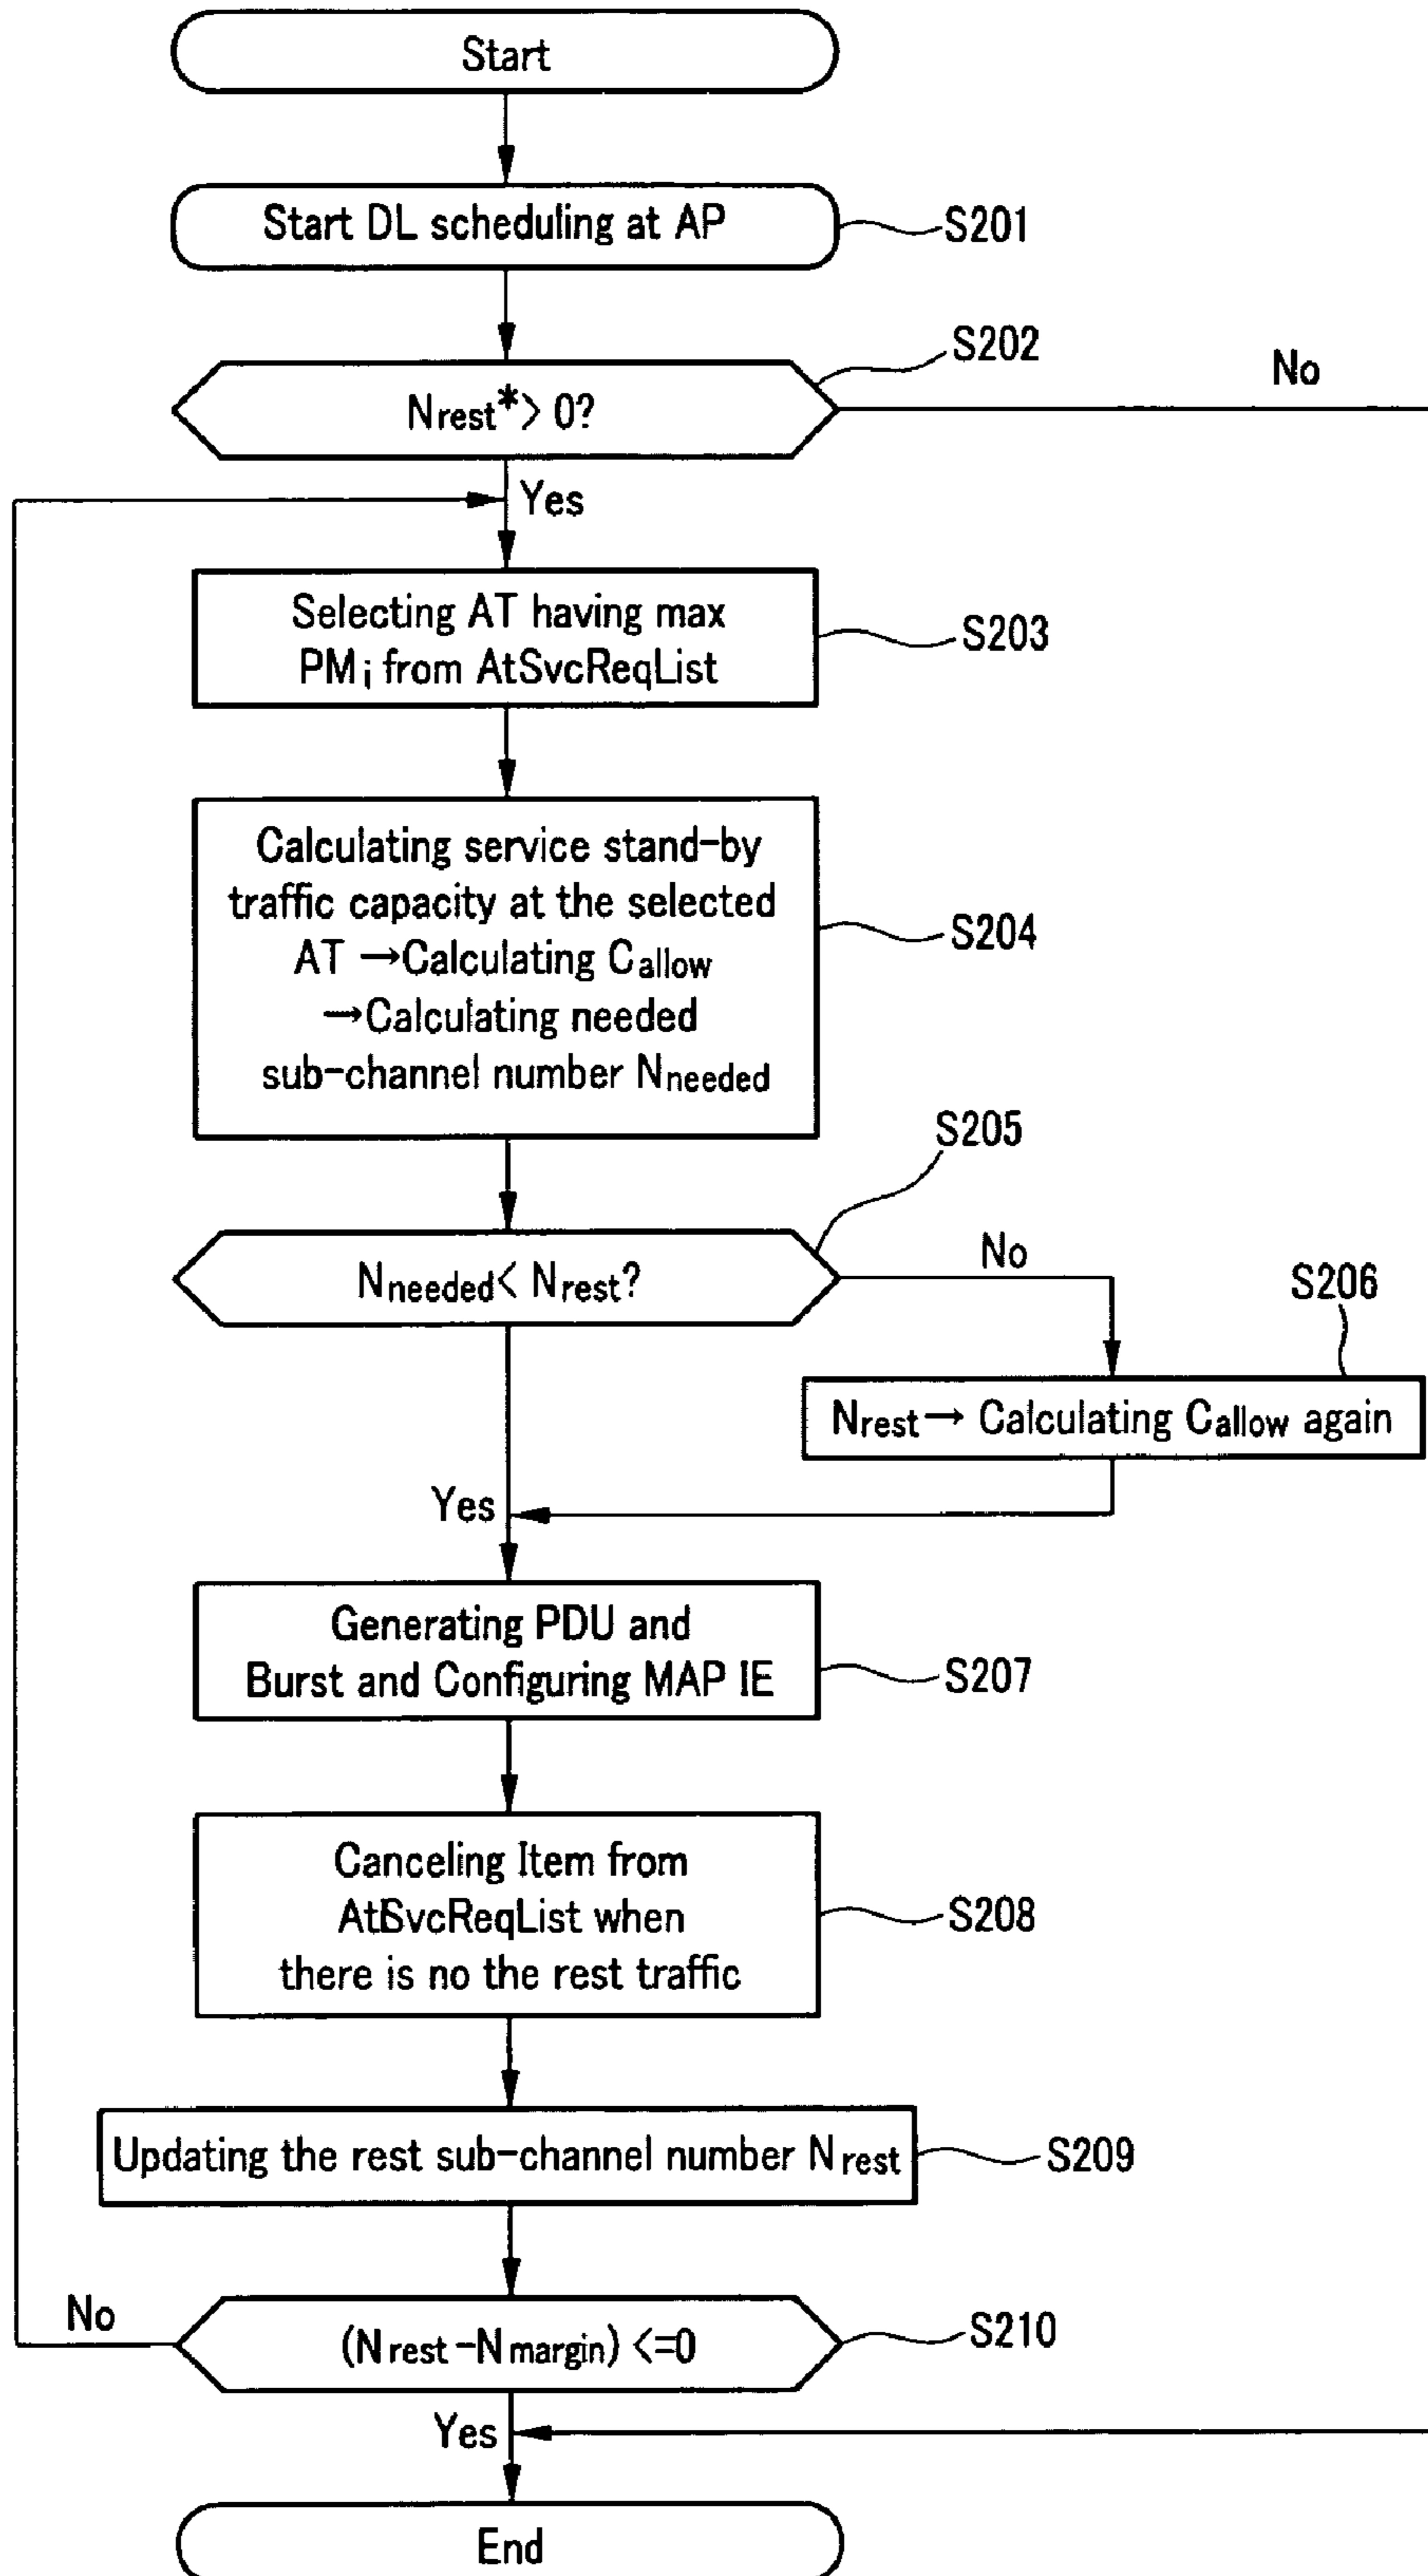 Start
Start DL scheduling at AP
S201
S202
Nrest*> 0?
No
Yes
Selecting AT having max
PMi from AtSvcReqList
S203
Calculating service stand-by
traffic capacity at the selected
AT →Calculating Callow
→Calculating needed
sub-channel number Nneeded
S204
S205
Nneeded< Nrest?
No
S206
Nrest→ Calculating Callow again
Yes
Generating PDU and
Burst and Configuring MAP IE
S207
Canceling Item from
AtSvcReqList when
there is no the rest traffic
S208
Updating the rest sub-channel number Nrest
S209
No
(Nrest-Nmargin) <=0
S210
Yes
End